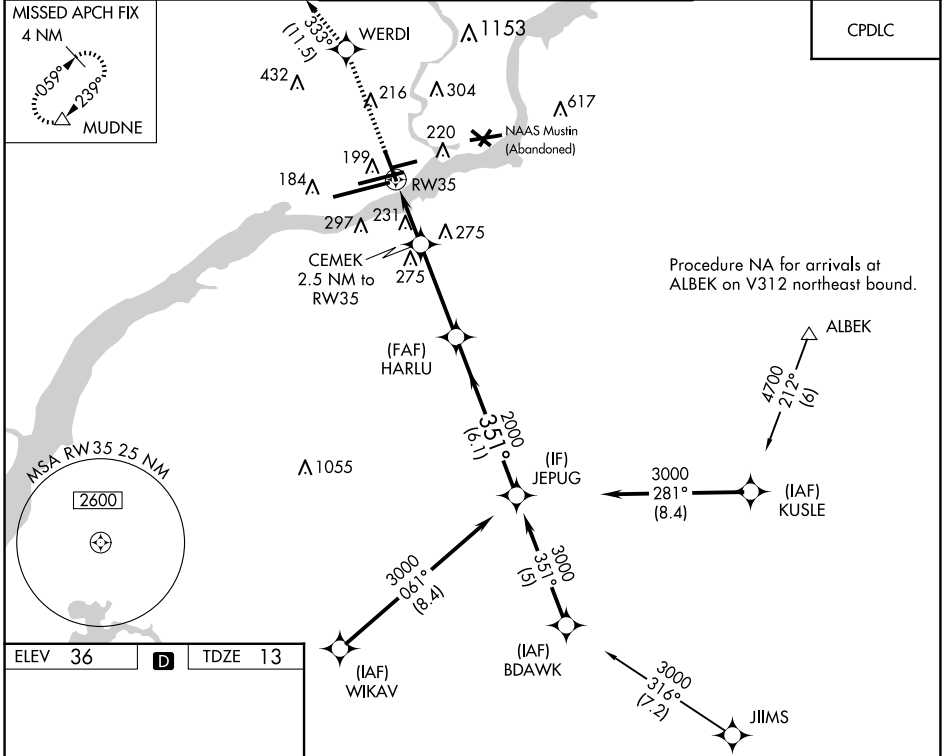 MISSED APCH FIX
4 NM
059°
239°
MUDNE
333°
(11.5)
WERDI
1153
CPDLC
432
216
304
617
220
NAAS Mustin
(Abandoned)
199
184
RW35
297
231
275
CEMEK
2.5 NM to
RW35
275
Procedure NA for arrivals at
ALBEK on V312 northeast bound.
ALBEK
4700
212°
(6)
(FAF)
HARLU
2000
351°
(6.1)
1055
(IF)
JEPUG
3000
281°
(8.4)
(IAF)
KUSLE
MSA RW35 25 NM
2600
3000
061°
(8.4)
3000
351°
(5)
(IAF)
WIKAV
(IAF)
BDAWK
3000
316°
(7.2)
JIIMS
ELEV 36 D TDZE 13